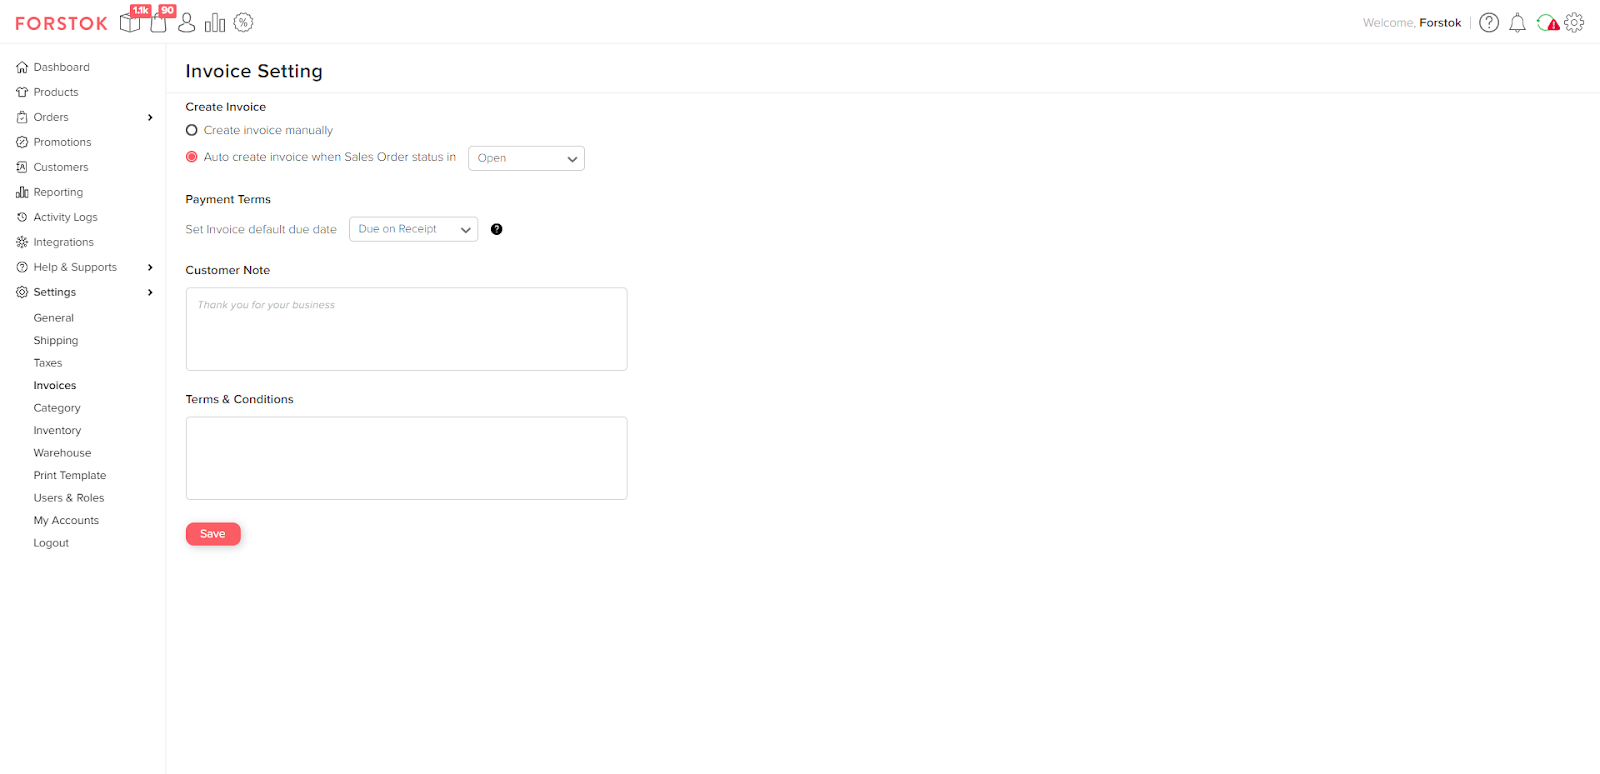 FORSTOK
1.1k
90
%
Welcome, Forstok
?
Dashboard
Products
Orders
Promotions
Customers
Reporting
Activity Logs
Integrations
Help & Supports
Settings
General
Shipping
Taxes
Invoices
Category
Inventory
Warehouse
Print Template
Users & Roles
My Accounts
Logout
Invoice Setting
Create Invoice
Create invoice manually
Auto create invoice when Sales Order status in Open
Payment Terms
Set Invoice default due date Due on Receipt ?
Customer Note
Thank you for your business
Terms & Conditions
Save